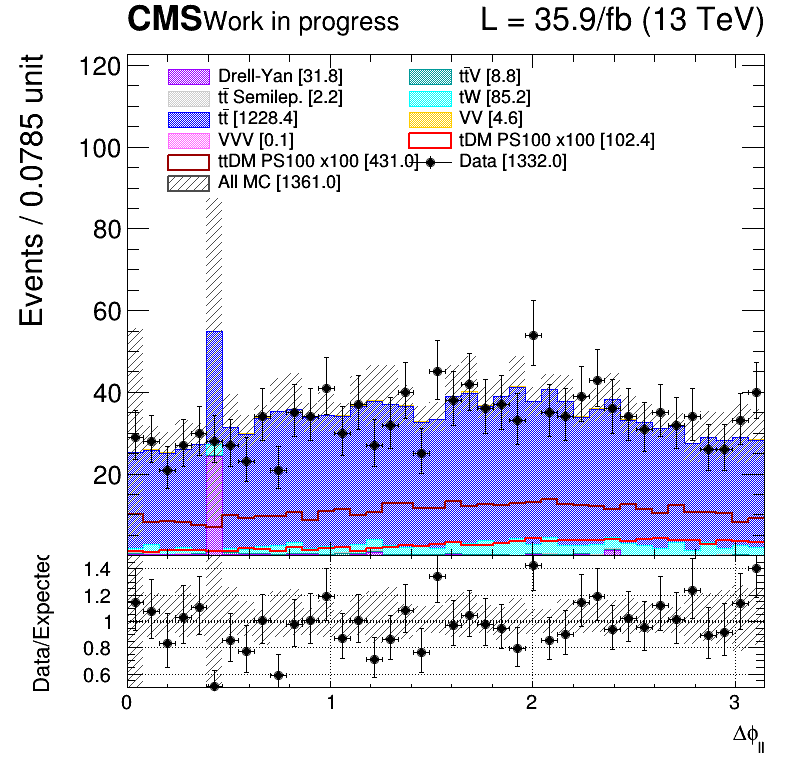 CMS Work in progress L = 35.9/fb (13 TeV)
Events / 0.0785 unit
120
100
80
60
40
20
Drell-Yan [31.8] tt̄V [8.8]
tt̄ Semilep. [2.2] tW [85.2]
tt̄ [1228.4] VV [4.6]
VVV [0.1] tDM PS100 x100 [102.4]
ttDM PS100 x100 [431.0] Data [1332.0]
All MC [1361.0]
Data/Expected
1.4
1.2
1
0.8
0.6
0 1 2 3
Δϕll